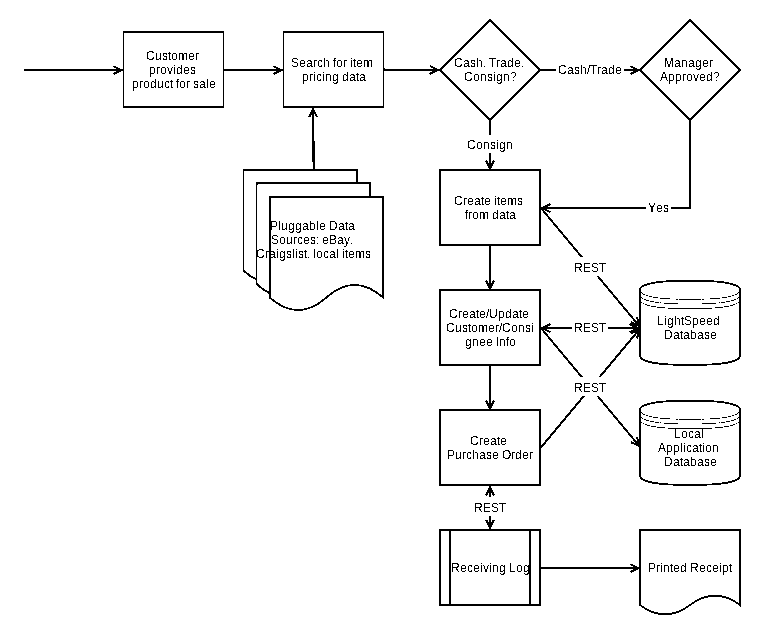 Customer
provides
product for sale
Search for item
pricing data
Cash. Trade.
Consign?
Cash/Trade
Manager
Approved?
Consign
Pluggable Data
Sources: eBay.
Craigslist. local items
Create items
from data
Yes
REST
Create/Update
Customer/Consi
gnee Info
REST
LightSpeed
Database
REST
Create
Purchase Order
Local
Application
Database
REST
Receiving Log
Printed Receipt